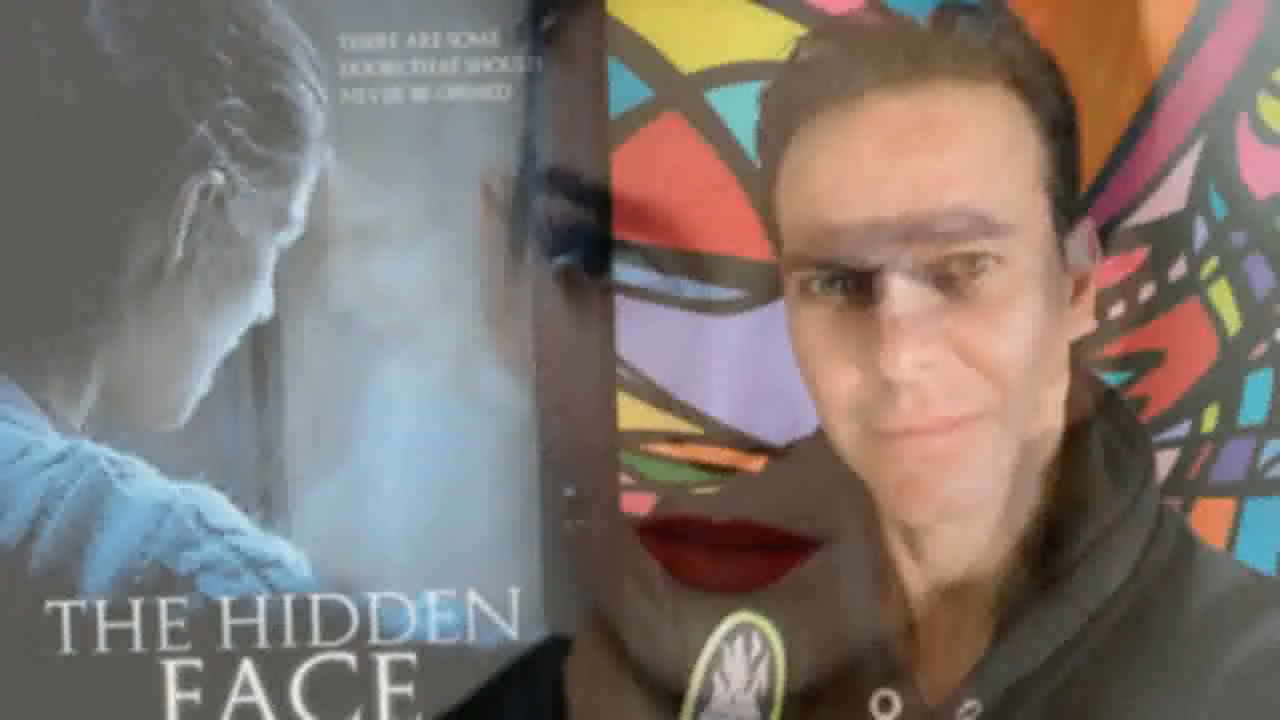 THERE ARE SOME
DOORS THAT SHOULD
NEVER BE OPENED
THE HIDDEN
FACE